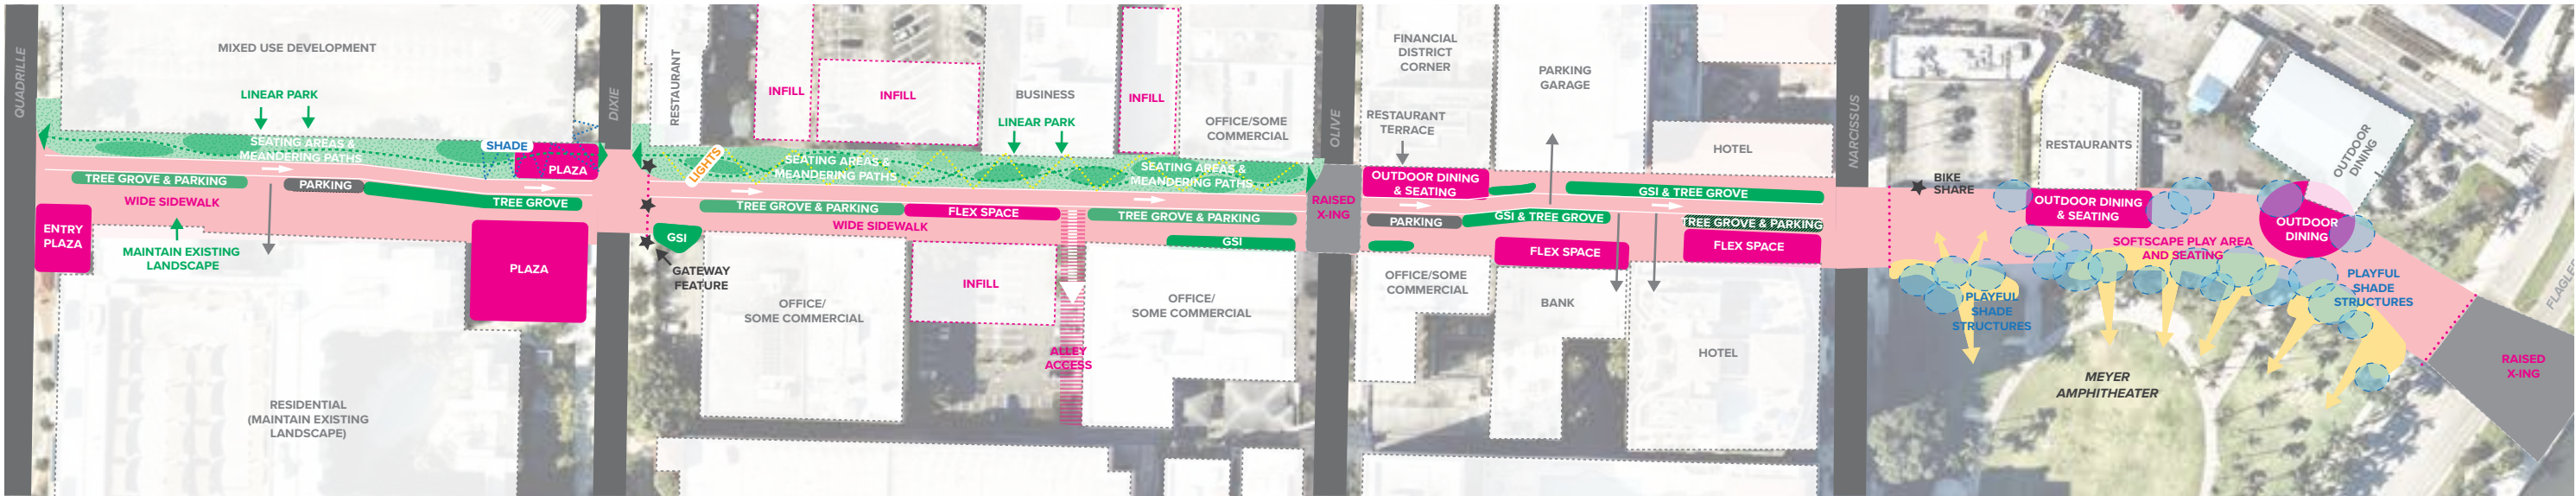 QUADRILLE
MIXED USE DEVELOPMENT
LINEAR PARK
SEATING AREAS &
MEANDERING PATHS
SHADE
PLAZA
TREE GROVE & PARKING
PARKING
TREE GROVE
WIDE SIDEWALK
ENTRY
PLAZA
MAINTAIN EXISTING
LANDSCAPE
PLAZA
RESIDENTIAL
(MAINTAIN EXISTING
LANDSCAPE)
DIXIE
RESTAURANT
INFILL
INFILL
BUSINESS
INFILL
OFFICE/SOME
COMMERCIAL
LINEAR PARK
LIGHTS
SEATING AREAS &
MEANDERING PATHS
SEATING AREAS &
MEANDERING PATHS
TREE GROVE & PARKING
FLEX SPACE
TREE GROVE & PARKING
WIDE SIDEWALK
GSI
GSI
GATEWAY
FEATURE
OFFICE/
SOME COMMERCIAL
INFILL
ALLEY
ACCESS
OFFICE/
SOME COMMERCIAL
OLIVE
RAISED
X-ING
FINANCIAL
DISTRICT
CORNER
RESTAURANT
TERRACE
PARKING
GARAGE
HOTEL
OUTDOOR DINING
& SEATING
GSI & TREE GROVE
PARKING
GSI & TREE GROVE
TREE GROVE & PARKING
FLEX SPACE
FLEX SPACE
OFFICE/SOME
COMMERCIAL
BANK
HOTEL
NARCISSUS
BIKE
SHARE
RESTAURANTS
OUTDOOR
DINING
OUTDOOR DINING
& SEATING
OUTDOOR
DINING
SOFTSCAPE PLAY AREA
AND SEATING
PLAYFUL
SHADE
STRUCTURES
PLAYFUL
SHADE
STRUCTURES
MEYER
AMPHITHEATER
RAISED
X-ING